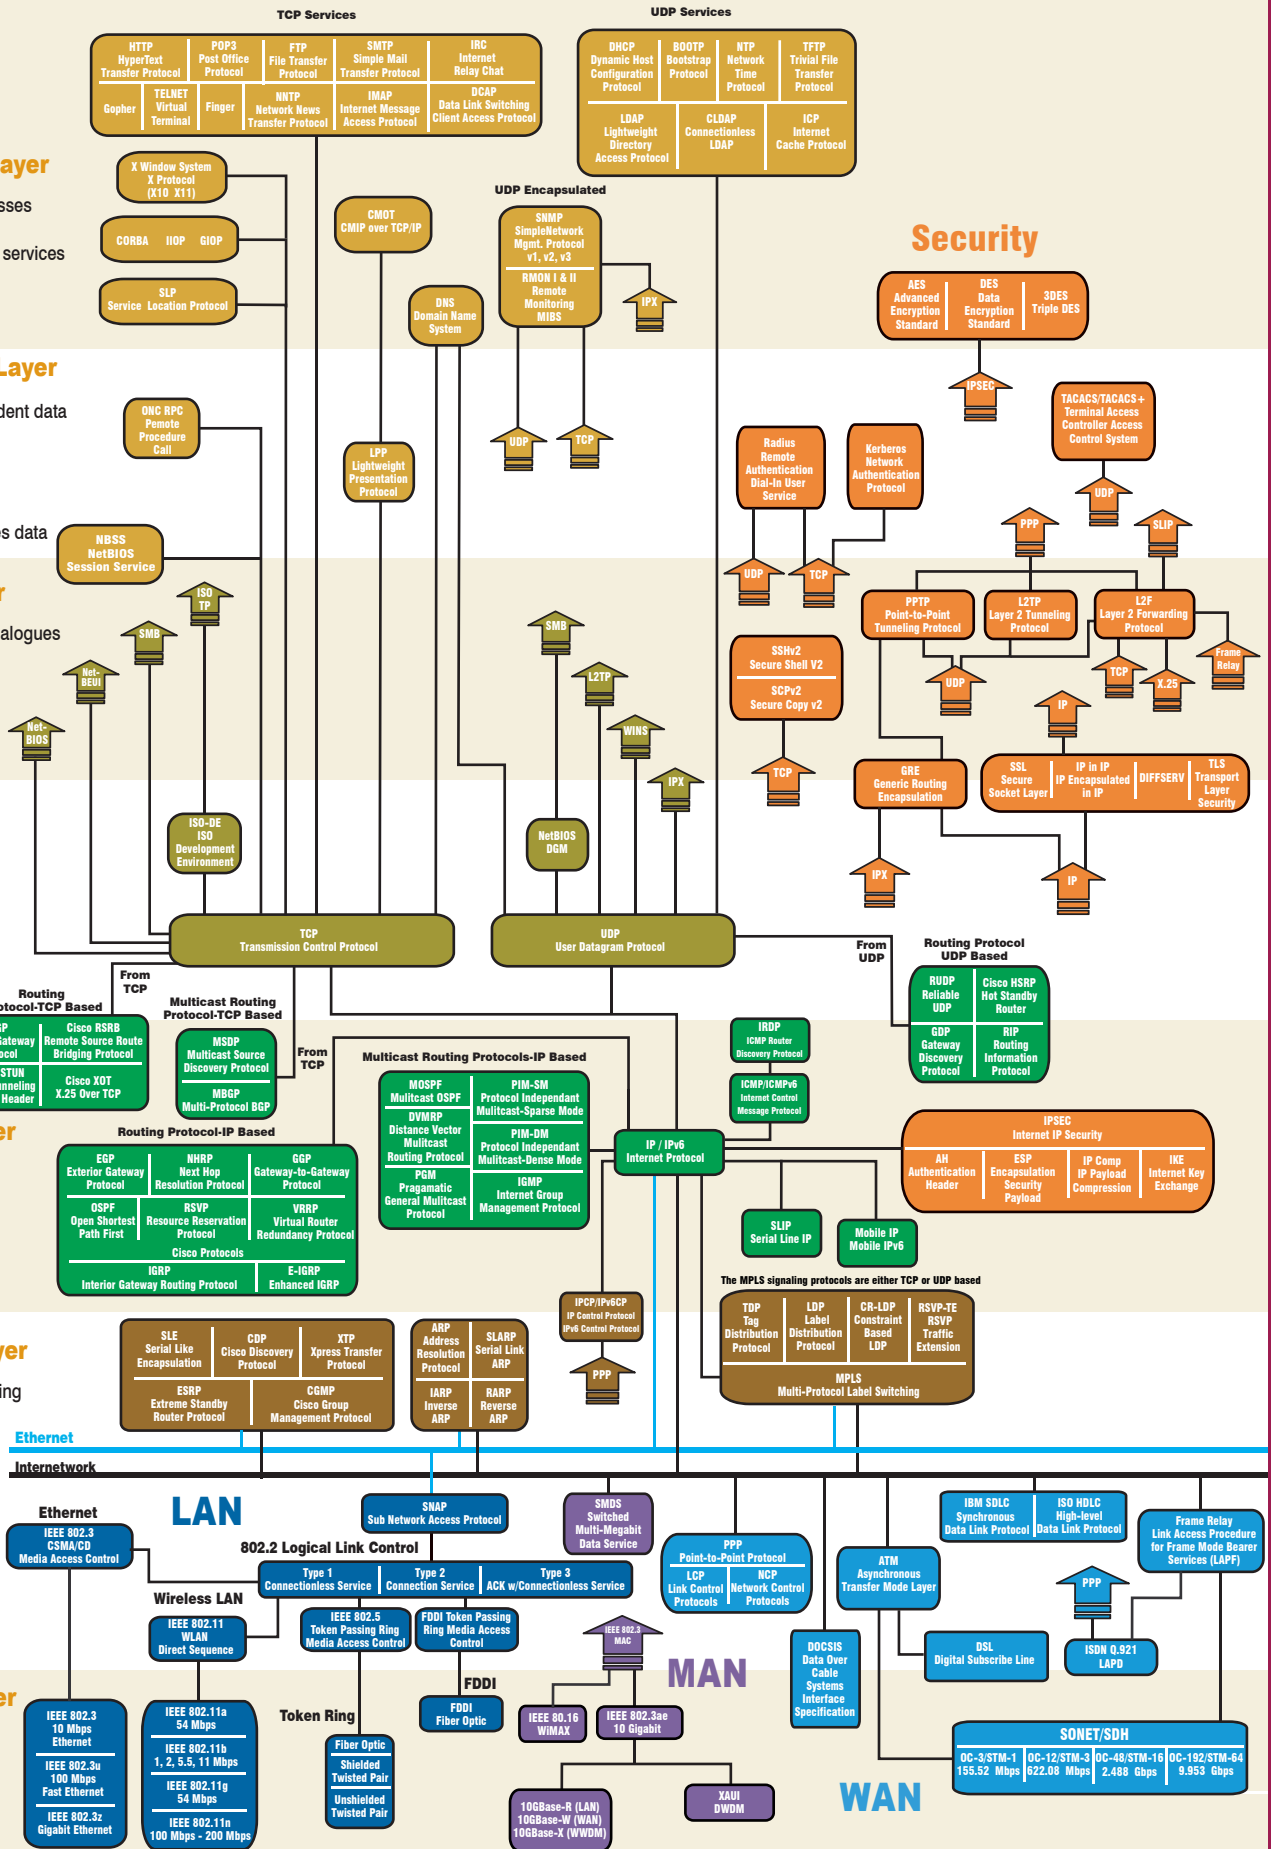 TCP Services
HTTP
HyperText
Transfer Protocol
POP3
Post Office
Protocol
FTP
File Transfer
Protocol
SMTP
Simple Mail
Transfer Protocol
IRC
Internet
Relay Chat
Gopher
TELNET
Virtual
Terminal
Finger
NNTP
Network News
Transfer Protocol
IMAP
Internet Message
Access Protocol
DCAP
Data Link Switching
Client Access Protocol
UDP Services
DHCP
Dynamic Host
Configuration
Protocol
BOOTP
Bootstrap
Protocol
NTP
Network
Time
Protocol
TFTP
Trivial File
Transfer
Protocol
LDAP
Lightweight
Directory
Access Protocol
CLDAP
Connectionless
LDAP
ICP
Internet
Cache Protocol
ayer
sses
services
X Window System
X Protocol
(X10 X11)
CORBA IIOP GIOP
SLP
Service Location Protocol
CMOT
CMIP over TCP/IP
DNS
Domain Name
System
UDP Encapsulated
SNMP
SimpleNetwork
Mgmt. Protocol
v1, v2, v3
RMON I & II
Remote
Monitoring
MIBS
IPX
UDP
TCP
Security
AES
Advanced
Encryption
Standard
DES
Data
Encryption
Standard
3DES
Triple DES
IPSEC
Layer
dent data
es data
ONC RPC
Pemote
Procedure
Call
LPP
Lightweight
Presentation
Protocol
NBSS
NetBIOS
Session Service
TACACS/TACACS+
Terminal Access
Controller Access
Control System
UDP
Radius
Remote
Authentication
Dial-In User
Service
Kerberos
Network
Authentication
Protocol
UDP
TCP
PPP
SLIP
PPTP
Point-to-Point
Tunneling Protocol
L2TP
Layer 2 Tunneling
Protocol
L2F
Layer 2 Forwarding
Protocol
UDP
TCP
X.25
Frame
Relay
r
alogues
ISO
TP
SMB
Net-
BEUI
Net-
BIOS
SMB
L2TP
WINS
IPX
SSHv2
Secure Shell V2
SCPv2
Secure Copy v2
TCP
IP
GRE
Generic Routing
Encapsulation
SSL
Secure
Socket Layer
IP in IP
IP Encapsulated
in IP
DIFFSERV
TLS
Transport
Layer
Security
IPX
IP
ISO-DE
ISO
Development
Environment
NetBIOS
DGM
TCP
Transmission Control Protocol
UDP
User Datagram Protocol
From
UDP
Routing Protocol
UDP Based
RUDP
Reliable
UDP
Cisco HSRP
Hot Standby
Router
GDP
Gateway
Discovery
Protocol
RIP
Routing
Information
Protocol
From
TCP
Routing
otocol-TCP Based
GP
Gateway
ocol
Cisco RSRB
Remote Source Route
Bridging Protocol
STUN
unneling
Header
Cisco XOT
X.25 Over TCP
Multicast Routing
Protocol-TCP Based
MSDP
Multicast Source
Discovery Protocol
MBGP
Multi-Protocol BGP
From
TCP
Multicast Routing Protocols-IP Based
MOSPF
Mulitcast OSPF
PIM-SM
Protocol Independant
Mulitcast-Sparse Mode
DVMRP
Distance Vector
Mulitcast
Routing Protocol
PIM-DM
Protocol Independant
Mulitcast-Dense Mode
PGM
Pragamatic
General Mulitcast
Protocol
IGMP
Internet Group
Management Protocol
IRDP
ICMP Router
Discovery Protocol
ICMP/ICMPv6
Internet Control
Message Protocol
IP / IPv6
Internet Protocol
IPSEC
Internet IP Security
AH
Authentication
Header
ESP
Encapsulation
Security
Payload
IP Comp
IP Payload
Compression
IKE
Internet Key
Exchange
er
Routing Protocol-IP Based
EGP
Exterior Gateway
Protocol
NHRP
Next Hop
Resolution Protocol
GGP
Gateway-to-Gateway
Protocol
OSPF
Open Shortest
Path First
RSVP
Resource Reservation
Protocol
VRRP
Virtual Router
Redundancy Protocol
Cisco Protocols
IGRP
Interior Gateway Routing Protocol
E-IGRP
Enhanced IGRP
SLIP
Serial Line IP
Mobile IP
Mobile IPv6
The MPLS signaling protocols are either TCP or UDP based
TDP
Tag
Distribution
Protocol
LDP
Label
Distribution
Protocol
CR-LDP
Constraint
Based
LDP
RSVP-TE
RSVP
Traffic
Extension
MPLS
Multi-Protocol Label Switching
IPCP/IPv6CP
IP Control Protocol
IPv6 Control Protocol
PPP
yer
ing
SLE
Serial Like
Encapsulation
CDP
Cisco Discovery
Protocol
XTP
Xpress Transfer
Protocol
ESRP
Extreme Standby
Router Protocol
CGMP
Cisco Group
Management Protocol
ARP
Address
Resolution
Protocol
SLARP
Serial Link
ARP
IARP
Inverse
ARP
RARP
Reverse
ARP
Ethernet
Internetwork
LAN
Ethernet
IEEE 802.3
CSMA/CD
Media Access Control
SNAP
Sub Network Access Protocol
802.2 Logical Link Control
Type 1
Connectionless Service
Type 2
Connection Service
Type 3
ACK w/Connectionless Service
Wireless LAN
IEEE 802.11
WLAN
Direct Sequence
IEEE 802.5
Token Passing Ring
Media Access Control
FDDI Token Passing
Ring Media Access
Control
SMDS
Switched
Multi-Megabit
Data Service
PPP
Point-to-Point Protocol
LCP
Link Control
Protocols
NCP
Network Control
Protocols
IBM SDLC
Synchronous
Data Link Protocol
ISO HDLC
High-level
Data Link Protocol
Frame Relay
Link Access Procedure
for Frame Mode Bearer
Services (LAPF)
ATM
Asynchronous
Transfer Mode Layer
PPP
DOCSIS
Data Over
Cable
Systems
Interface
Specification
DSL
Digital Subscribe Line
ISDN Q.921
LAPD
IEEE 802.3
MAC
MAN
er
FDDI
FDDI
Fiber Optic
Token Ring
Fiber Optic
Shielded
Twisted Pair
Unshielded
Twisted Pair
IEEE 802.3
10 Mbps
Ethernet
IEEE 802.3u
100 Mbps
Fast Ethernet
IEEE 802.3z
Gigabit Ethernet
IEEE 802.11a
54 Mbps
IEEE 802.11b
1, 2, 5.5, 11 Mbps
IEEE 802.11g
54 Mbps
IEEE 802.11n
100 Mbps - 200 Mbps
IEEE 80.16
WiMAX
IEEE 802.3ae
10 Gigabit
10GBase-R (LAN)
10GBase-W (WAN)
10GBase-X (WWDM)
XAUI
DWDM
SONET/SDH
OC-3/STM-1
155.52 Mbps
OC-12/STM-3
622.08 Mbps
OC-48/STM-16
2.488 Gbps
OC-192/STM-64
9.953 Gbps
WAN